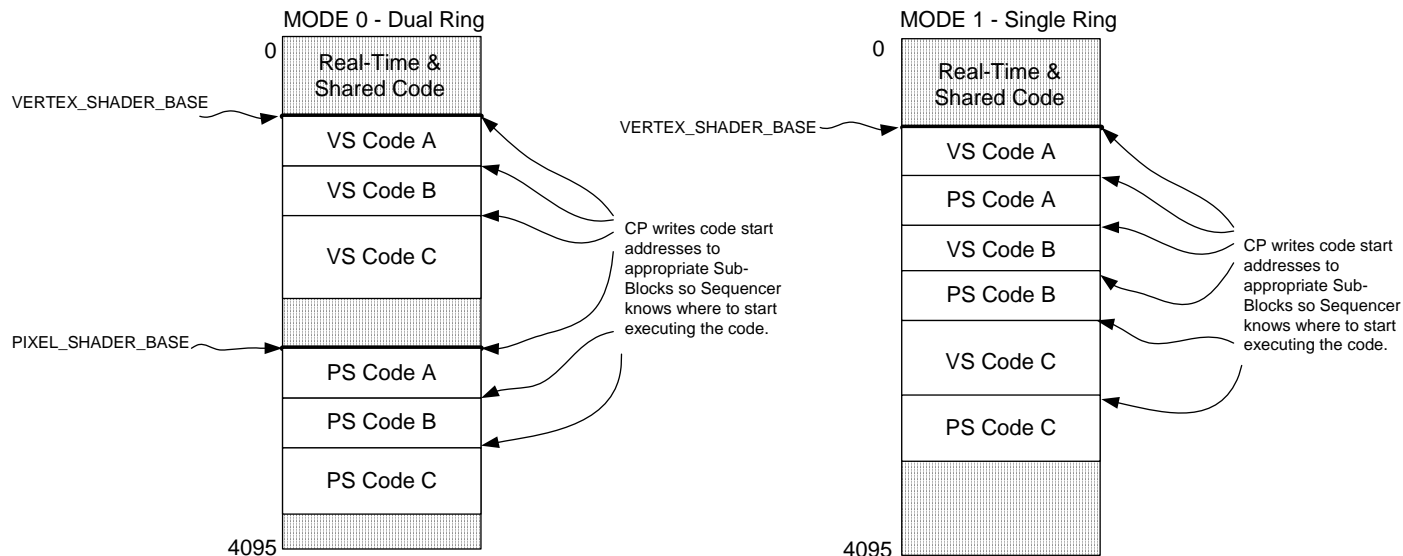 MODE 0 - Dual Ring
0
Real-Time &
Shared Code
VERTEX_SHADER_BASE
VS Code A
VS Code B
VS Code C
CP writes code start
addresses to
appropriate Sub-
Blocks so Sequencer
knows where to start
executing the code.
PIXEL_SHADER_BASE
PS Code A
PS Code B
PS Code C
4095
MODE 1 - Single Ring
0
Real-Time &
Shared Code
VERTEX_SHADER_BASE
VS Code A
PS Code A
VS Code B
PS Code B
VS Code C
PS Code C
CP writes code start
addresses to
appropriate Sub-
Blocks so Sequencer
knows where to start
executing the code.
4095